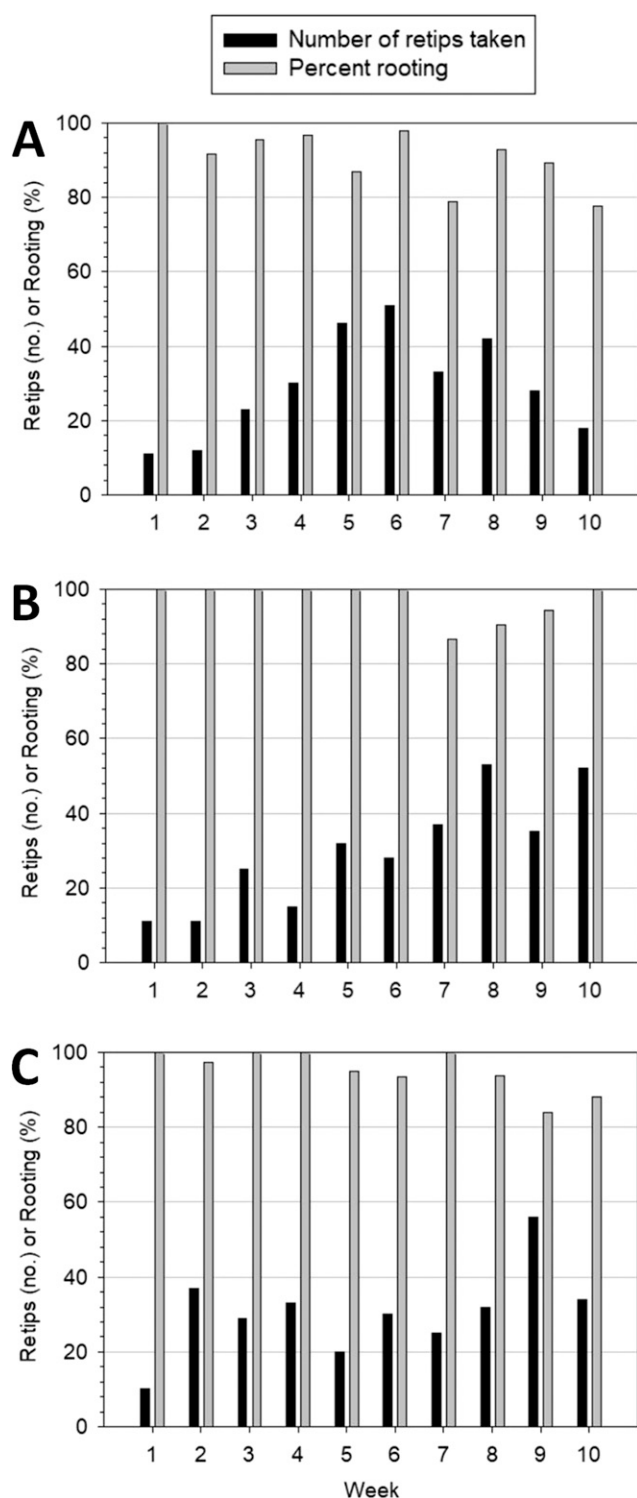 Number of retips taken
Percent rooting
A
Retips (no.) or Rooting (%)
100
80
60
40
20
0
1 2 3 4 5 6 7 8 9 10
B
Retips (no.) or Rooting (%)
100
80
60
40
20
0
1 2 3 4 5 6 7 8 9 10
C
Retips (no.) or Rooting (%)
100
80
60
40
20
0
1 2 3 4 5 6 7 8 9 10
Week